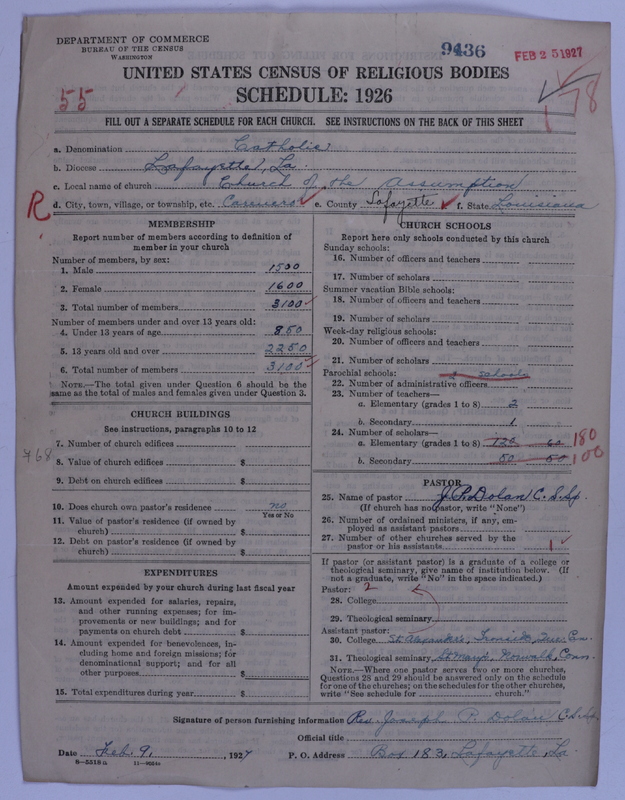 DEPARTMENT OF COMMERCE
BUREAU OF THE CENSUS
WASHINGTON
9436
FEB 25 1927
UNITED STATES CENSUS OF RELIGIOUS BODIES
SCHEDULE: 1926
55
178
FILL OUT A SEPARATE SCHEDULE FOR EACH CHURCH. SEE INSTRUCTIONS ON THE BACK OF THIS SHEET
a. Denomination Catholic
b. Diocese Lafayette, La.
c. Local name of church Church of the Assumption
R
d. City, town, village, or township, etc. Carencro e. County Lafayette f. State Louisiana
MEMBERSHIP
Report number of members according to definition of
member in your church
Number of members, by sex:
1. Male 1500
2. Female 1600
3. Total number of members 3100
Number of members under and over 13 years old:
4. Under 13 years of age 850
5. 13 years old and over 2250
6. Total number of members 3100
NOTE.—The total given under Question 6 should be the
same as the total of males and females given under Question 3.
CHURCH BUILDINGS
See instructions, paragraphs 10 to 12
7. Number of church edifices
768
8. Value of church edifices $
9. Debt on church edifices $
10. Does church own pastor's residence no
Yes or No
11. Value of pastor's residence (if owned by
church) $
12. Debt on pastor's residence (if owned by
church) $
EXPENDITURES
Amount expended by your church during last fiscal year
13. Amount expended for salaries, repairs,
and other running expenses; for im-
provements or new buildings; and for
payments on church debt $
14. Amount expended for benevolences, in-
cluding home and foreign missions; for
denominational support; and for all
other purposes $
15. Total expenditures during year $
CHURCH SCHOOLS
Report here only schools conducted by this church
Sunday schools:
16. Number of officers and teachers
17. Number of scholars
Summer vacation Bible schools:
18. Number of officers and teachers
19. Number of scholars
Week-day religious schools:
20. Number of officers and teachers
21. Number of scholars
Parochial schools: 2 schools
22. Number of administrative officers
23. Number of teachers—
a. Elementary (grades 1 to 8) 2
b. Secondary 1
24. Number of scholars—
a. Elementary (grades 1 to 8) 120 60 180
b. Secondary 50 50 100
PASTOR
25. Name of pastor J. P. Dolan C.S.Sp.
(If church has no pastor, write "None")
26. Number of ordained ministers, if any, em-
ployed as assistant pastors
27. Number of other churches served by the
pastor or his assistants 1
If pastor (or assistant pastor) is a graduate of a college or
theological seminary, give name of institution below. (If
not a graduate, write "No" in the space indicated.)
Pastor: 2
28. College
29. Theological seminary
Assistant pastor:
30. College St. Alexander,
31. Theological seminary, St Mary's, Norwalk, Conn.
NOTE.—Where one pastor serves two or more churches,
Questions 28 and 29 should be answered only on the schedule
for one of the churches; on the schedules for the other churches,
write "See schedule for church."
Signature of person furnishing information Rev. Joseph P. Dolan C.S.Sp.
Official title
Date Feb. 9, 1927 P. O. Address Box 183, Lafayette, La.
8—5519a